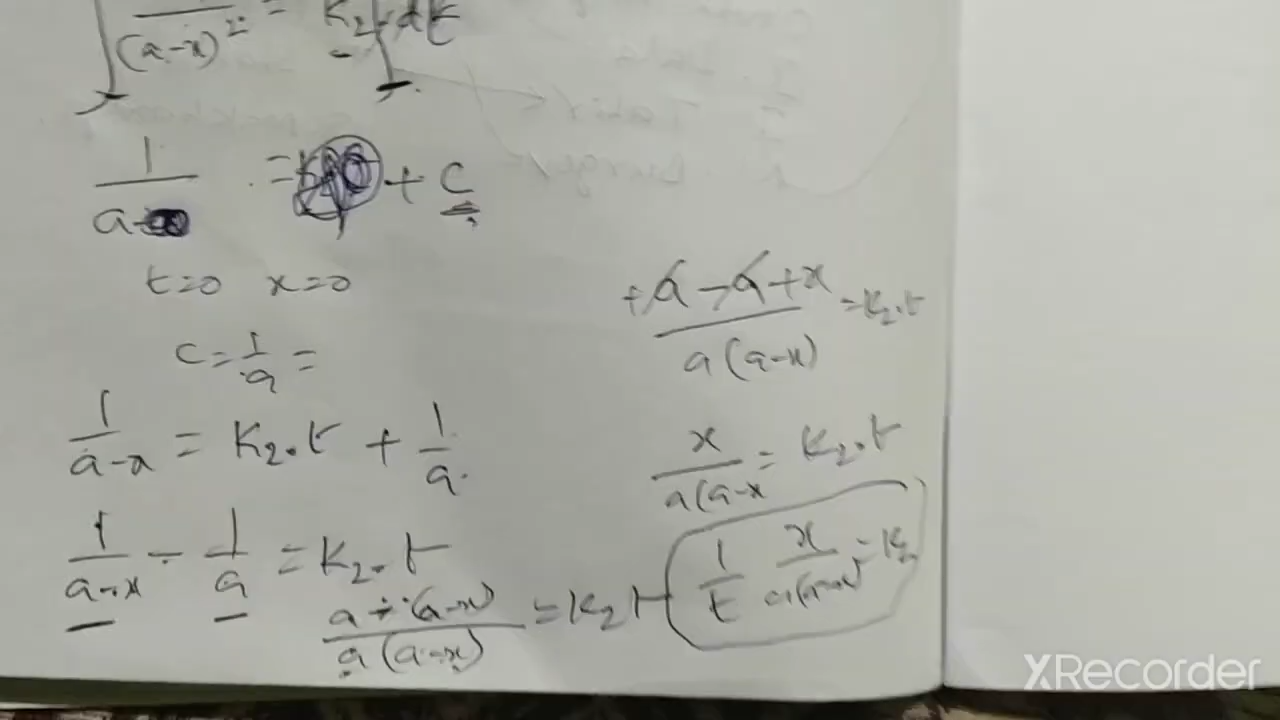 (a-x)² = K₂.dt
1/a = + C
t=0 x=0
C = 1/a =
1/(a-x) = K₂.t + 1/a
1/(a-x) - 1/a = K₂.t
a-(a-x)/a(a-x) = K₂t
+a-a+x/a(a-x) = K₂.t
x/a(a-x = K₂.t
1/t x/a(a-x) = K₂
XRecorder